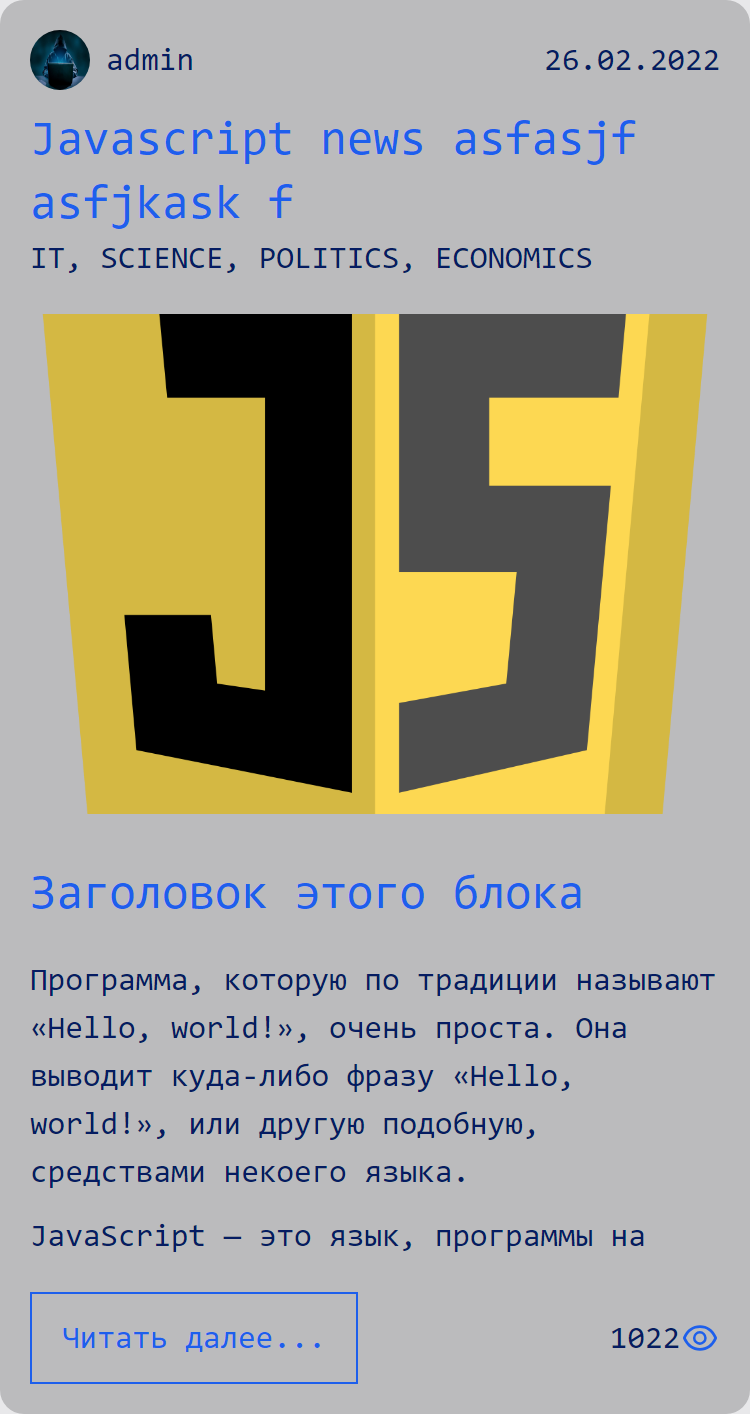 admin
26.02.2022
Javascript news asfasjf
asfjkask f
IT, SCIENCE, POLITICS, ECONOMICS
JS
Заголовок этого блока
Программа, которую по традиции называют
«Hello, world!», очень проста. Она
выводит куда-либо фразу «Hello,
world!», или другую подобную,
средствами некоего языка.
JavaScript – это язык, программы на
Читать далее...
1022